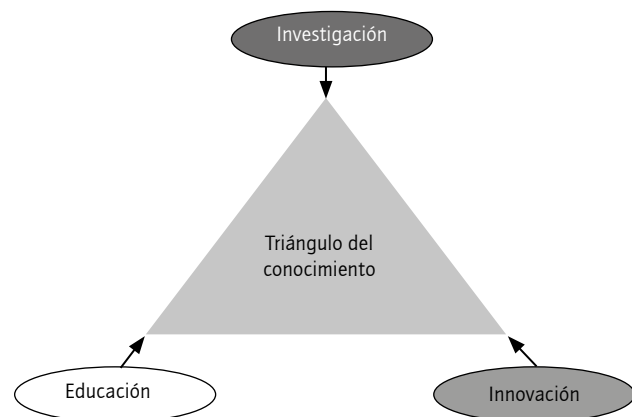 Investigación
Triángulo del
conocimiento
Educación
Innovación